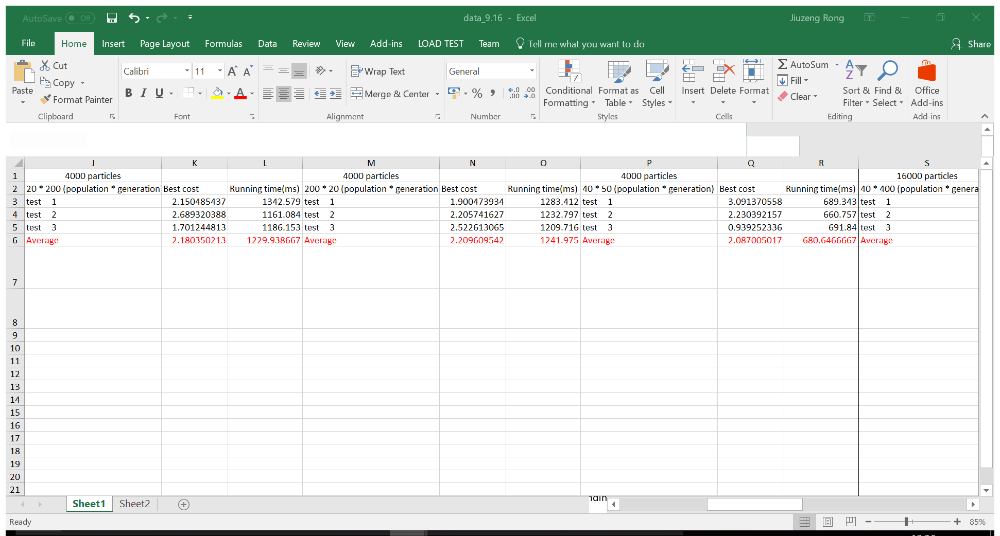 AutoSave Off data_9.16 - Excel Jiuzeng Rong
File Home Insert Page Layout Formulas Data Review View Add-ins LOAD TEST Team Tell me what you want to do Share
Paste Cut Copy Format Painter Clipboard
Calibri 11 B I U Font
Wrap Text Merge & Center Alignment
General % Number
Conditional Formatting Format as Table Cell Styles Styles
Insert Delete Format Cells
AutoSum Fill Clear Sort & Filter Find & Select Editing
Office Add-ins Add-ins
J K L M N O P Q R S
1 4000 particles 4000 particles 4000 particles 16000 particles
2 20 * 200 (population * generation) Best cost Running time(ms) 200 * 20 (population * generation) Best cost Running time(ms) 40 * 50 (population * generation) Best cost Running time(ms) 40 * 400 (population * genera
3 test 1 2.150485437 1342.579 test 1 1.900473934 1283.412 test 1 3.091370558 689.343 test 1
4 test 2 2.689320388 1161.084 test 2 2.205741627 1232.797 test 2 2.230392157 660.757 test 2
5 test 3 1.701244813 1186.153 test 3 2.522613065 1209.716 test 3 0.939252336 691.84 test 3
6 Average 2.180350213 1229.938667 Average 2.209609542 1241.975 Average 2.087005017 680.6466667 Average
7
8
9
10
11
12
13
14
15
16
17
18
19
20
21
Sheet1 Sheet2
Ready 85%